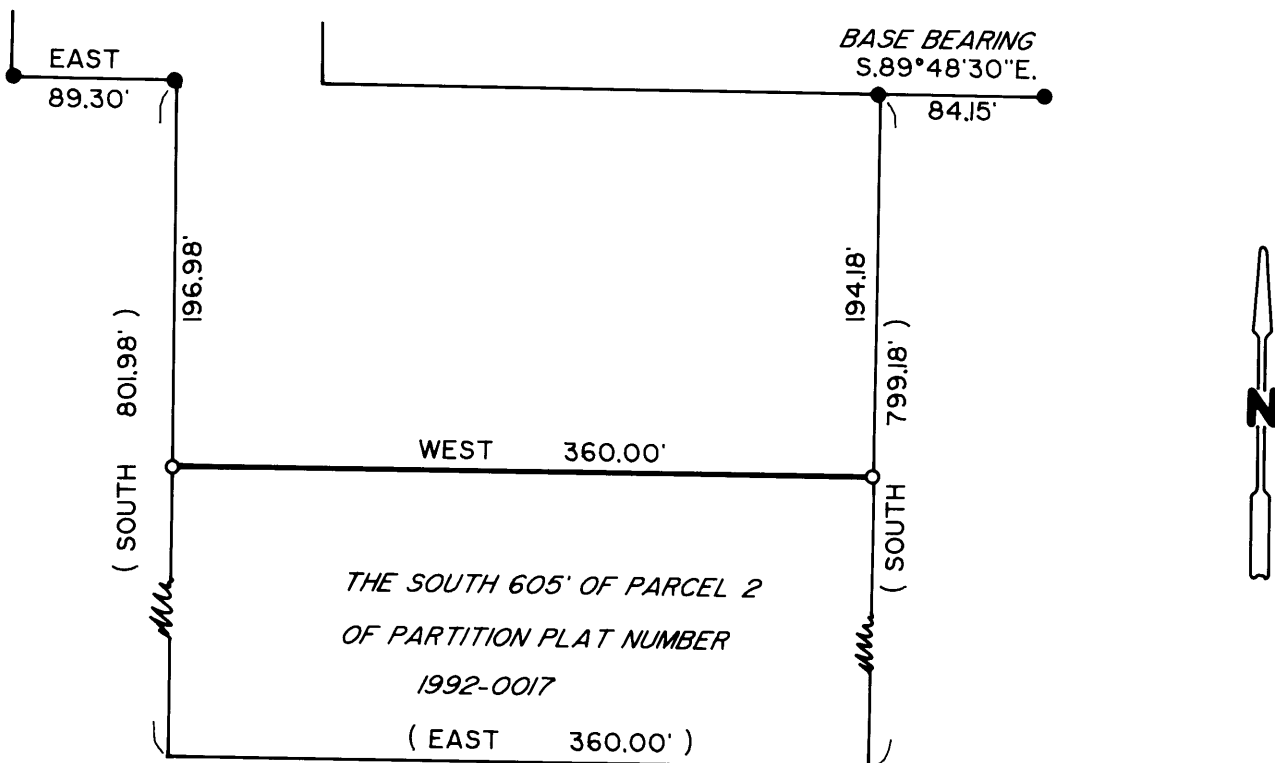 BASE BEARING
S.89°48'30"E.
EAST
89.30'
84.15'
196.98'
194.18'
( SOUTH 801.98' )
( SOUTH 799.18' )
WEST 360.00'
N
THE SOUTH 605' OF PARCEL 2
OF PARTITION PLAT NUMBER
1992-0017
( EAST 360.00' )